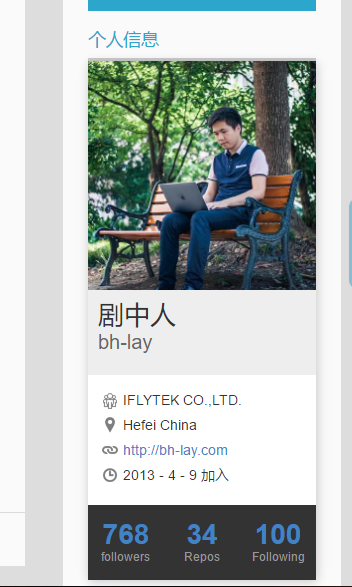 个人信息
剧中人
bh-lay
IFLYTEK CO.,LTD.
Hefei China
http://bh-lay.com
2013 - 4 - 9 加入
768 34 100
followers Repos Following